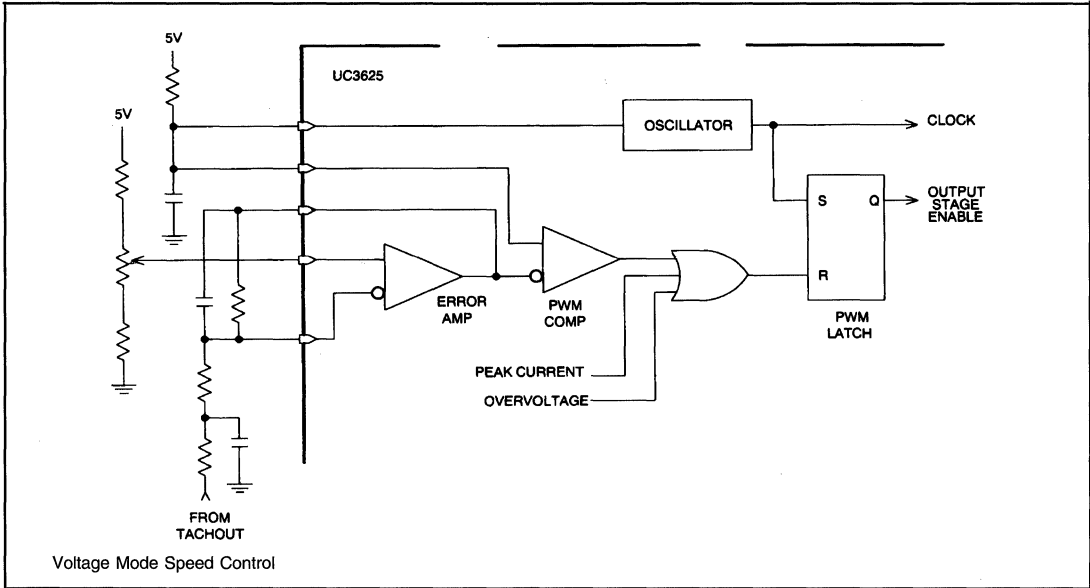 5V
UC3625
5V
OSCILLATOR
CLOCK
S
Q
OUTPUT
STAGE
ENABLE
ERROR
AMP
PWM
COMP
R
PWM
LATCH
PEAK CURRENT
OVERVOLTAGE
FROM
TACHOUT
Voltage Mode Speed Control